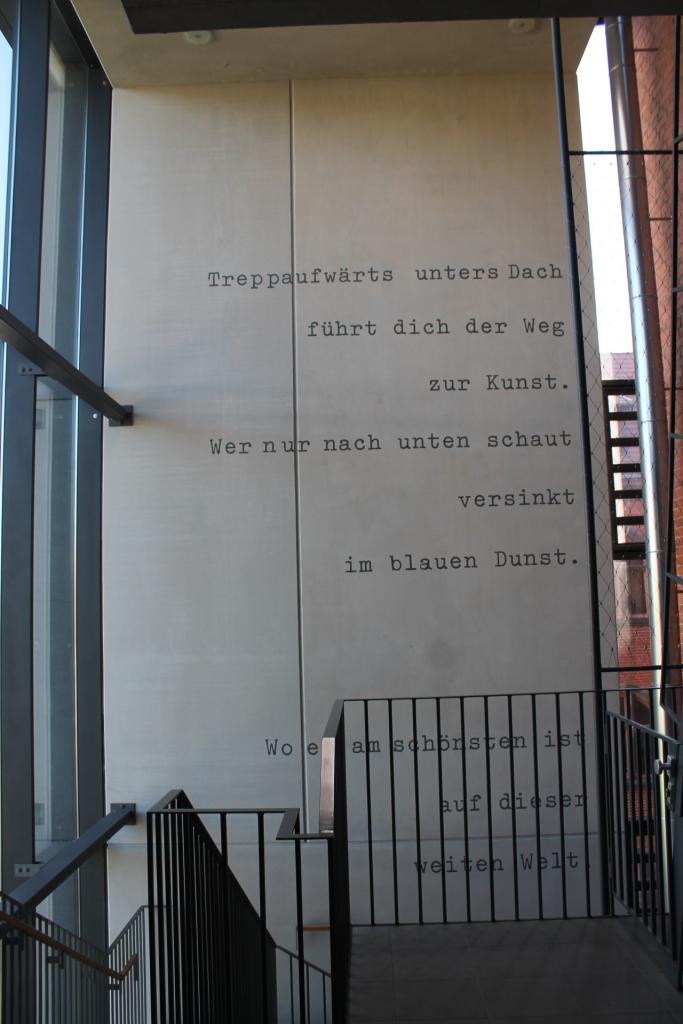 Treppaufwärts unters Dach
führt dich der Weg
zur Kunst.
Wer nur nach unten schaut
versinkt
im blauen Dunst.
Wo am schönsten ist
auf dieser
weiten Welt.